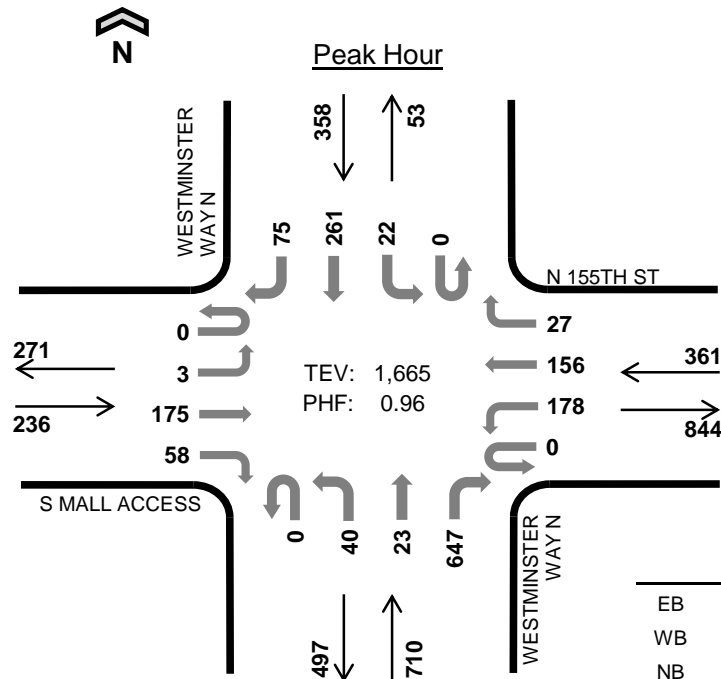 N
Peak Hour
WESTMINSTER
WAY N
358
53
75
261
22
0
N 155TH ST
0
27
271
3
TEV: 1,665
156
361
236
175
PHF: 0.96
178
844
58
0
S MALL ACCESS
0
40
23
647
WESTMINSTER
WAY N
497
710
EB
WB
NB